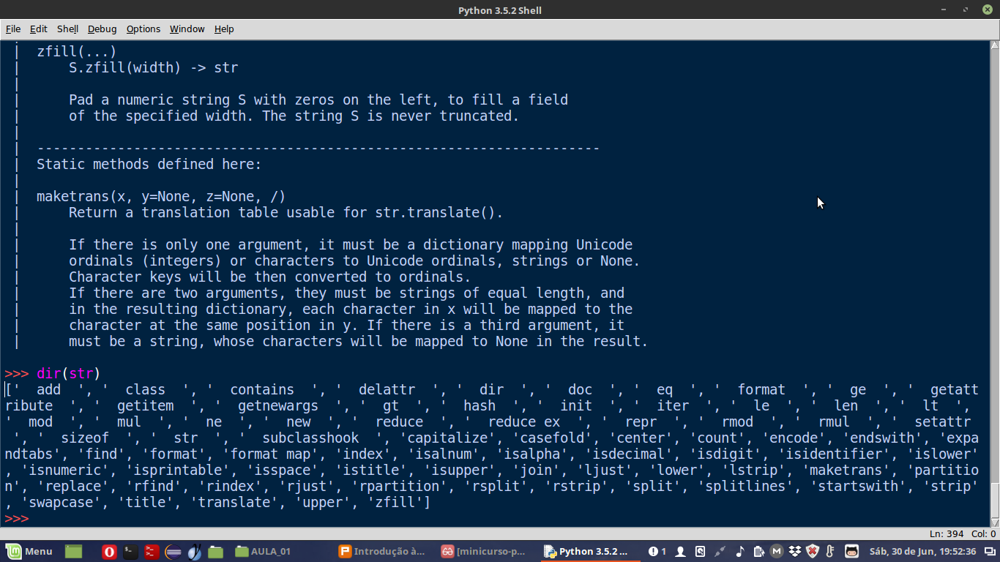 Python 3.5.2 Shell
File Edit Shell Debug Options Window Help
| zfill(...)
|     S.zfill(width) -> str
|
|     Pad a numeric string S with zeros on the left, to fill a field
|     of the specified width. The string S is never truncated.
|
| ----------------------------------------------------------------------
| Static methods defined here:
|
| maketrans(x, y=None, z=None, /)
|     Return a translation table usable for str.translate().
|
|     If there is only one argument, it must be a dictionary mapping Unicode
|     ordinals (integers) or characters to Unicode ordinals, strings or None.
|     Character keys will be then converted to ordinals.
|     If there are two arguments, they must be strings of equal length, and
|     in the resulting dictionary, each character in x will be mapped to the
|     character at the same position in y. If there is a third argument, it
|     must be a string, whose characters will be mapped to None in the result.
>>> dir(str)
['  add  ', '  class  ', '  contains  ', '  delattr  ', '  dir  ', '  doc  ', '  eq  ', '  format  ', '  ge  ', '  getatt
ribute  ', '  getitem  ', '  getnewargs  ', '  gt  ', '  hash  ', '  init  ', '  iter  ', '  le  ', '  len  ', '  lt  ',
'  mod  ', '  mul  ', '  ne  ', '  new  ', '  reduce  ', '  reduce ex  ', '  repr  ', '  rmod  ', '  rmul  ', '  setattr
  ', '  sizeof  ', '  str  ', '  subclasshook  ', 'capitalize', 'casefold', 'center', 'count', 'encode', 'endswith', 'expa
ndtabs', 'find', 'format', 'format map', 'index', 'isalnum', 'isalpha', 'isdecimal', 'isdigit', 'isidentifier', 'islower'
, 'isnumeric', 'isprintable', 'isspace', 'istitle', 'isupper', 'join', 'ljust', 'lower', 'lstrip', 'maketrans', 'partitio
n', 'replace', 'rfind', 'rindex', 'rjust', 'rpartition', 'rsplit', 'rstrip', 'split', 'splitlines', 'startswith', 'strip'
, 'swapcase', 'title', 'translate', 'upper', 'zfill']
>>>
Ln: 394 Col: 0
Menu AULA_01 Introdução à... [minicurso-p... Python 3.5.2 ... 1 Sáb, 30 de Jun, 19:52:36